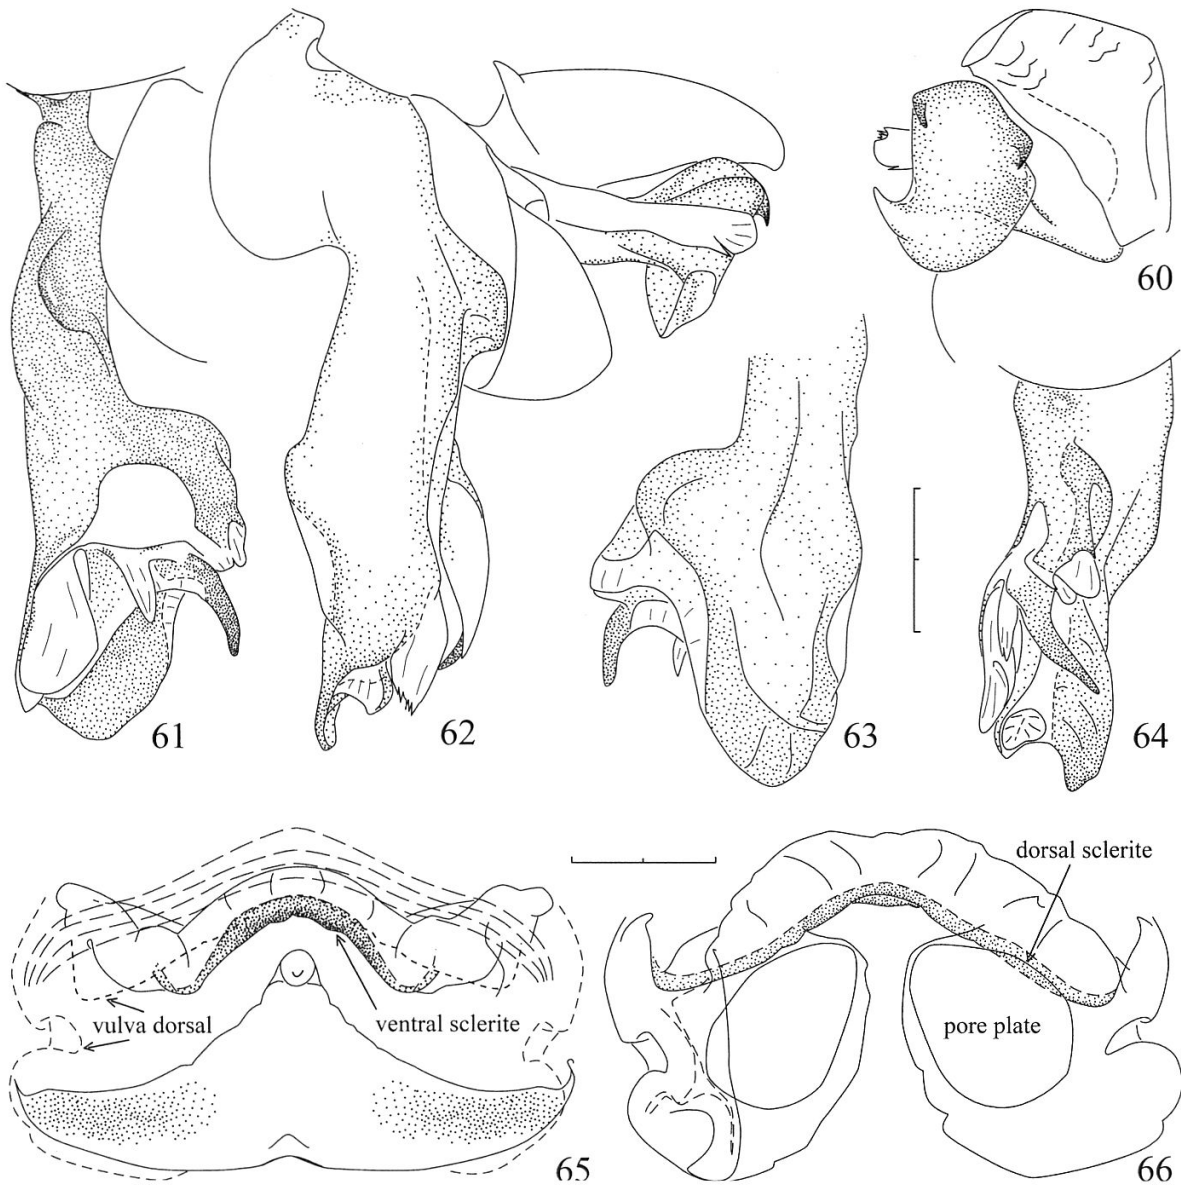 60
61
62
63
64
dorsal sclerite
vulva dorsal
ventral sclerite
pore plate
65
66